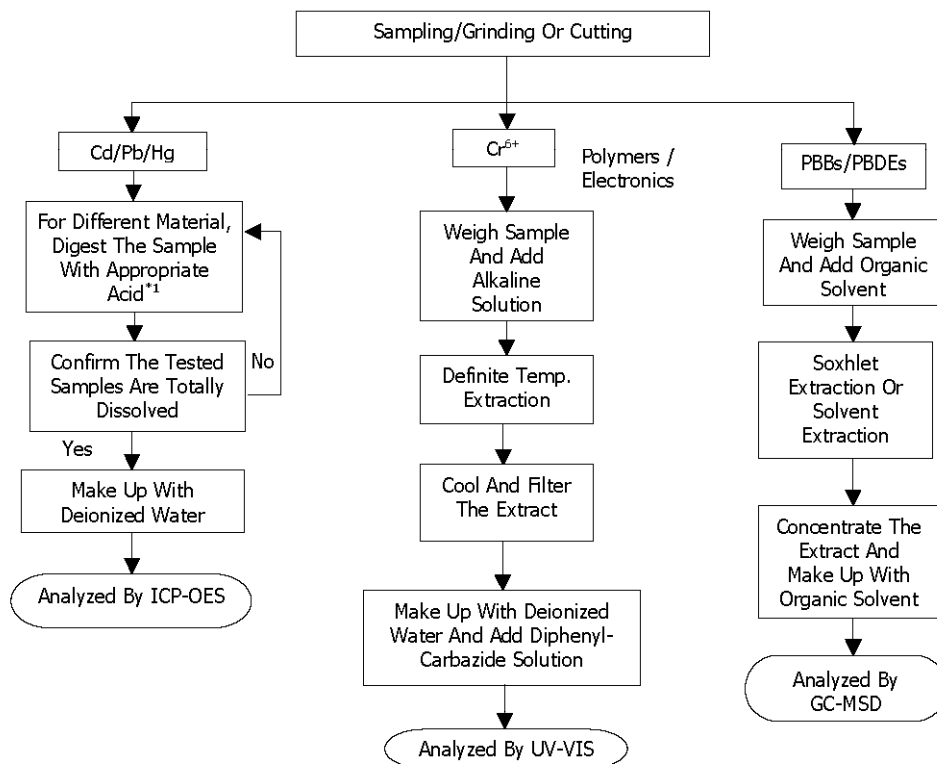 Sampling/Grinding Or Cutting
Cd/Pb/Hg
For Different Material,
Digest The Sample
With Appropriate
Acid*1
No
Confirm The Tested
Samples Are Totally
Dissolved
Yes
Make Up With
Deionized Water
Analyzed By ICP-OES
Cr6+
Polymers /
Electronics
Weigh Sample
And Add
Alkaline
Solution
Definite Temp.
Extraction
Cool And Filter
The Extract
Make Up With Deionized
Water And Add Diphenyl-
Carbazide Solution
Analyzed By UV-VIS
PBBs/PBDEs
Weigh Sample
And Add Organic
Solvent
Soxhlet
Extraction Or
Solvent
Extraction
Concentrate The
Extract And
Make Up With
Organic Solvent
Analyzed By
GC-MSD